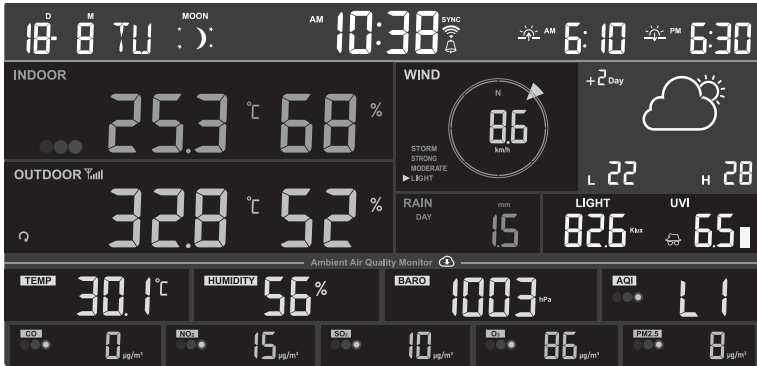 D M MOON AM SYNC
18- 8 TU 10:38 AM 6:10 PM 6:30
INDOOR
25.3 °C 68 %
WIND
N
8.6
km/h
STORM
STRONG
MODERATE
LIGHT
+2 Day
L 22 H 28
OUTDOOR
32.8 °C 52 %
RAIN
DAY
mm
1.5
LIGHT
82.6 Klux
UVI
6.5
Ambient Air Quality Monitor
TEMP
30.1 °C
HUMIDITY
56 %
BARO
1003 hPa
AQI
L1
CO
0 µg/m³
NO₂
15 µg/m³
SO₂
10 µg/m³
O₃
86 µg/m³
PM2.5
8 µg/m³